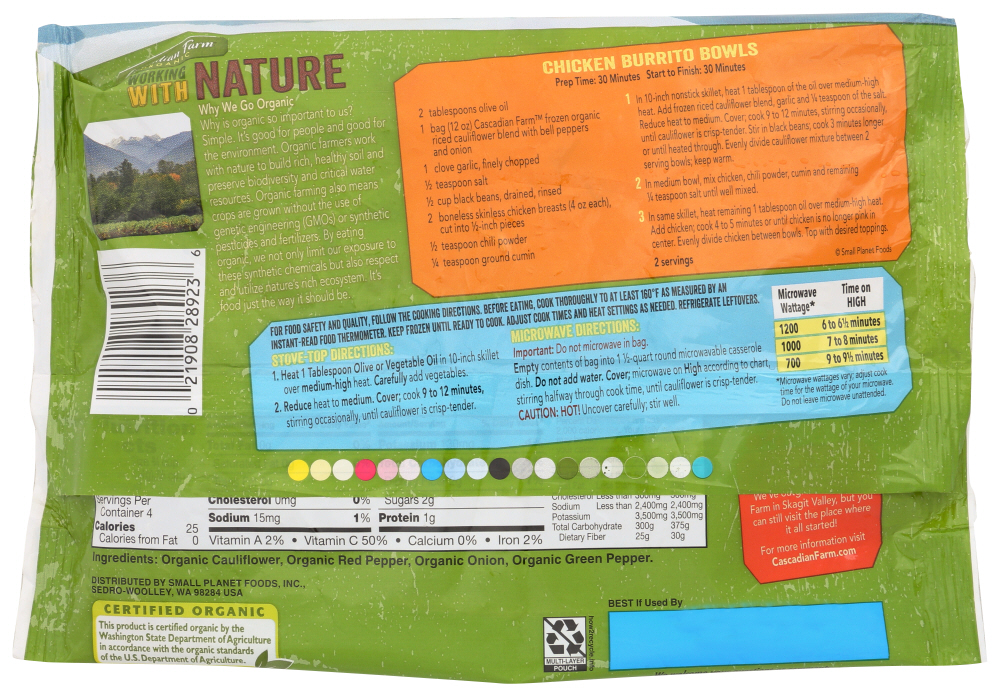 Farm
ORGANIC
WORKING
WITH NATURE
Why We Go Organic
Why is organic so important to us?
Simple. It's good for people and good for
the environment. Organic farmers work
with nature to build rich, healthy soil and
preserve biodiversity and critical water
resources. Organic farming also means
crops are grown without the use of
genetic engineering (GMOs) or synthetic
pesticides and fertilizers. By eating
organic, we not only limit our exposure to
these synthetic chemicals but also respect
and utilize nature's rich ecosystem. It's
food just the way it should be.
0 21908 28923 6
CHICKEN BURRITO BOWLS
Prep Time: 30 Minutes Start to Finish: 30 Minutes
2 tablespoons olive oil
1 bag (12 oz) Cascadian Farm™ frozen organic
riced cauliflower blend with bell peppers
and onion
1 clove garlic, finely chopped
½ teaspoon salt
½ cup black beans, drained, rinsed
2 boneless skinless chicken breasts (4 oz each),
cut into ½-inch pieces
½ teaspoon chili powder
¼ teaspoon ground cumin
1 In 10-inch nonstick skillet, heat 1 tablespoon of the oil over medium-high
heat. Add frozen riced cauliflower blend, garlic and ¼ teaspoon of the salt.
Reduce heat to medium. Cover; cook 9 to 12 minutes, stirring occasionally,
until cauliflower is crisp-tender. Stir in black beans; cook 3 minutes longer
or until heated through. Evenly divide cauliflower mixture between 2
serving bowls; keep warm.
2 In medium bowl, mix chicken, chili powder, cumin and remaining
¼ teaspoon salt until well mixed.
3 In same skillet, heat remaining 1 tablespoon oil over medium-high heat.
Add chicken; cook 4 to 5 minutes or until chicken is no longer pink in
center. Evenly divide chicken between bowls. Top with desired toppings.
2 servings
© Small Planet Foods
FOR FOOD SAFETY AND QUALITY, FOLLOW THE COOKING DIRECTIONS. BEFORE EATING, COOK THOROUGHLY TO AT LEAST 160°F AS MEASURED BY AN
INSTANT-READ FOOD THERMOMETER. KEEP FROZEN UNTIL READY TO COOK. ADJUST COOK TIMES AND HEAT SETTINGS AS NEEDED. REFRIGERATE LEFTOVERS.
STOVE-TOP DIRECTIONS:
1. Heat 1 Tablespoon Olive or Vegetable Oil in 10-inch skillet
over medium-high heat. Carefully add vegetables.
2. Reduce heat to medium. Cover; cook 9 to 12 minutes,
stirring occasionally, until cauliflower is crisp-tender.
MICROWAVE DIRECTIONS:
Important: Do not microwave in bag.
Empty contents of bag into 1 ½-quart round microwavable casserole
dish. Do not add water. Cover; microwave on High according to chart,
stirring halfway through cook time, until cauliflower is crisp-tender.
CAUTION: HOT! Uncover carefully; stir well.
Microwave Time on
Wattage* HIGH
1200 6 to 6½ minutes
1000 7 to 8 minutes
700 9 to 9½ minutes
*Microwave wattages vary; adjust cook
time for the wattage of your microwave.
Do not leave microwave unattended.
Servings Per
Container 4
Calories 25
Calories from Fat 0
Cholesterol 0mg 0%
Sodium 15mg 1%
Sugars 2g
Protein 1g
Vitamin A 2% • Vitamin C 50% • Calcium 0% • Iron 2%
Cholesterol Less than 300mg 300mg
Sodium Less than 2,400mg 2,400mg
Potassium 3,500mg 3,500mg
Total Carbohydrate 300g 375g
Dietary Fiber 25g 30g
Farm in Skagit Valley, but you
can still visit the place where
it all started!
For more information visit
CascadianFarm.com
Ingredients: Organic Cauliflower, Organic Red Pepper, Organic Onion, Organic Green Pepper.
DISTRIBUTED BY SMALL PLANET FOODS, INC.,
SEDRO-WOOLLEY, WA 98284 USA
CERTIFIED ORGANIC
This product is certified organic by the
Washington State Department of Agriculture
in accordance with the organic standards
of the U.S. Department of Agriculture.
MULTI-LAYER
POUCH
how2recycle.info
BEST If Used By